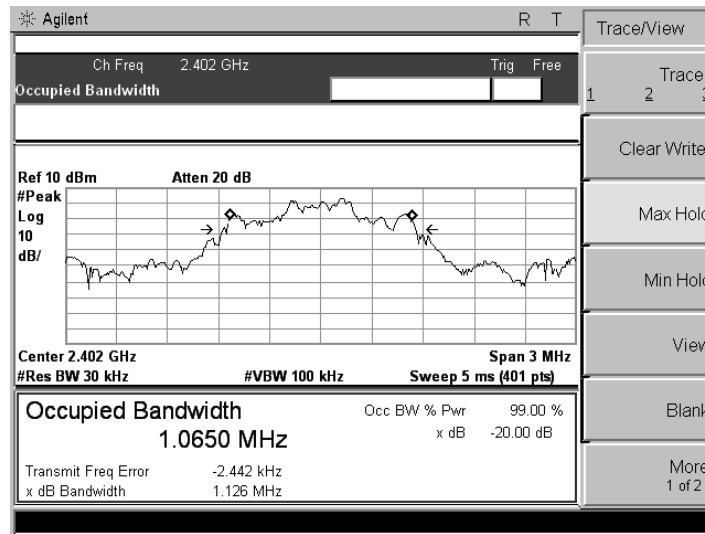 Agilent R T
Trace/View
Ch Freq 2.402 GHz Trig Free
Occupied Bandwidth
Trace
1 2 3
Clear Write
Ref 10 dBm Atten 20 dB
#Peak
Log
10
dB/
Max Hold
Min Hold
View
Center 2.402 GHz Span 3 MHz
#Res BW 30 kHz #VBW 100 kHz Sweep 5 ms (401 pts)
Occupied Bandwidth
1.0650 MHz
Occ BW % Pwr 99.00 %
x dB -20.00 dB
Transmit Freq Error -2.442 kHz
x dB Bandwidth 1.126 MHz
Blank
More
1 of 2